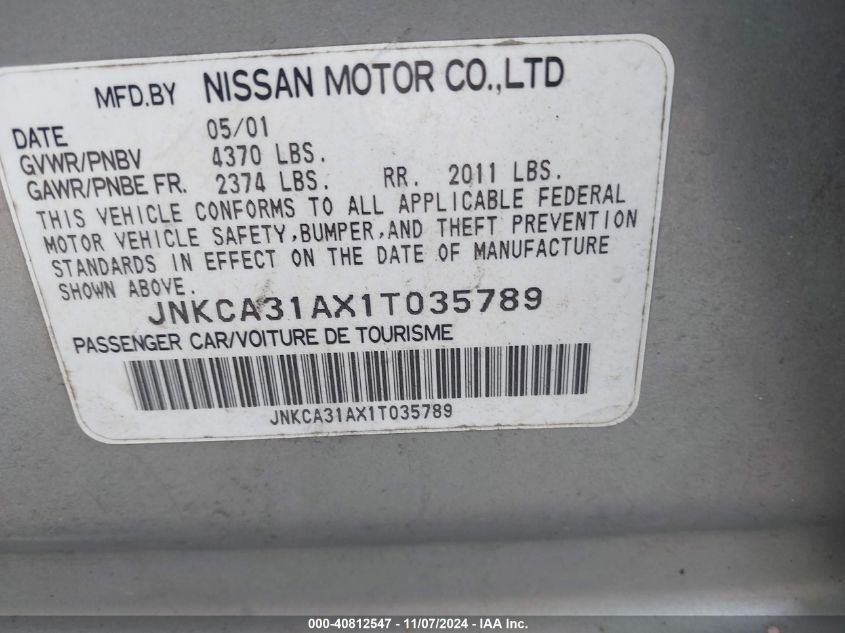 MFD.BY NISSAN MOTOR CO.,LTD
DATE 05/01
GVWR/PNBV 4370 LBS.
GAWR/PNBE FR. 2374 LBS. RR. 2011 LBS.
THIS VEHICLE CONFORMS TO ALL APPLICABLE FEDERAL
MOTOR VEHICLE SAFETY,BUMPER,AND THEFT PREVENTION
STANDARDS IN EFFECT ON THE DATE OF MANUFACTURE
SHOWN ABOVE.
JNKCA31AX1T035789
PASSENGER CAR/VOITURE DE TOURISME
JNKCA31AX1T035789
000-40812547 - 11/07/2024 - IAA Inc.